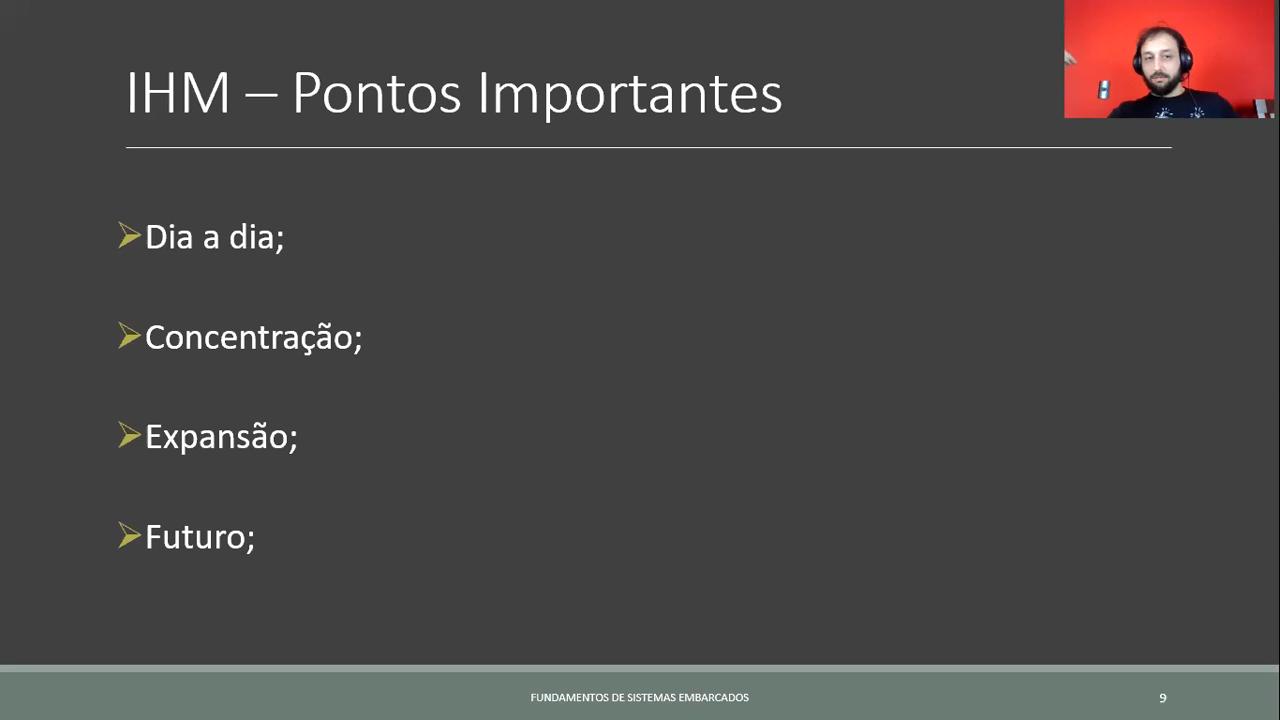 IHM – Pontos Importantes
Dia a dia;
Concentração;
Expansão;
Futuro;
FUNDAMENTOS DE SISTEMAS EMBARCADOS
9